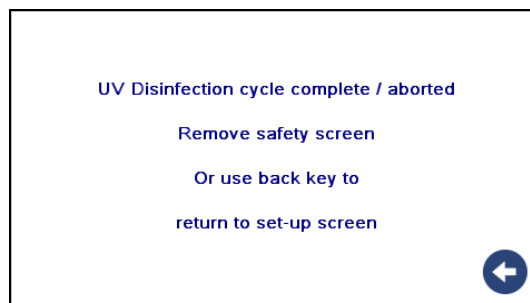 UV Disinfection cycle complete / aborted
Remove safety screen
Or use back key to
return to set-up screen